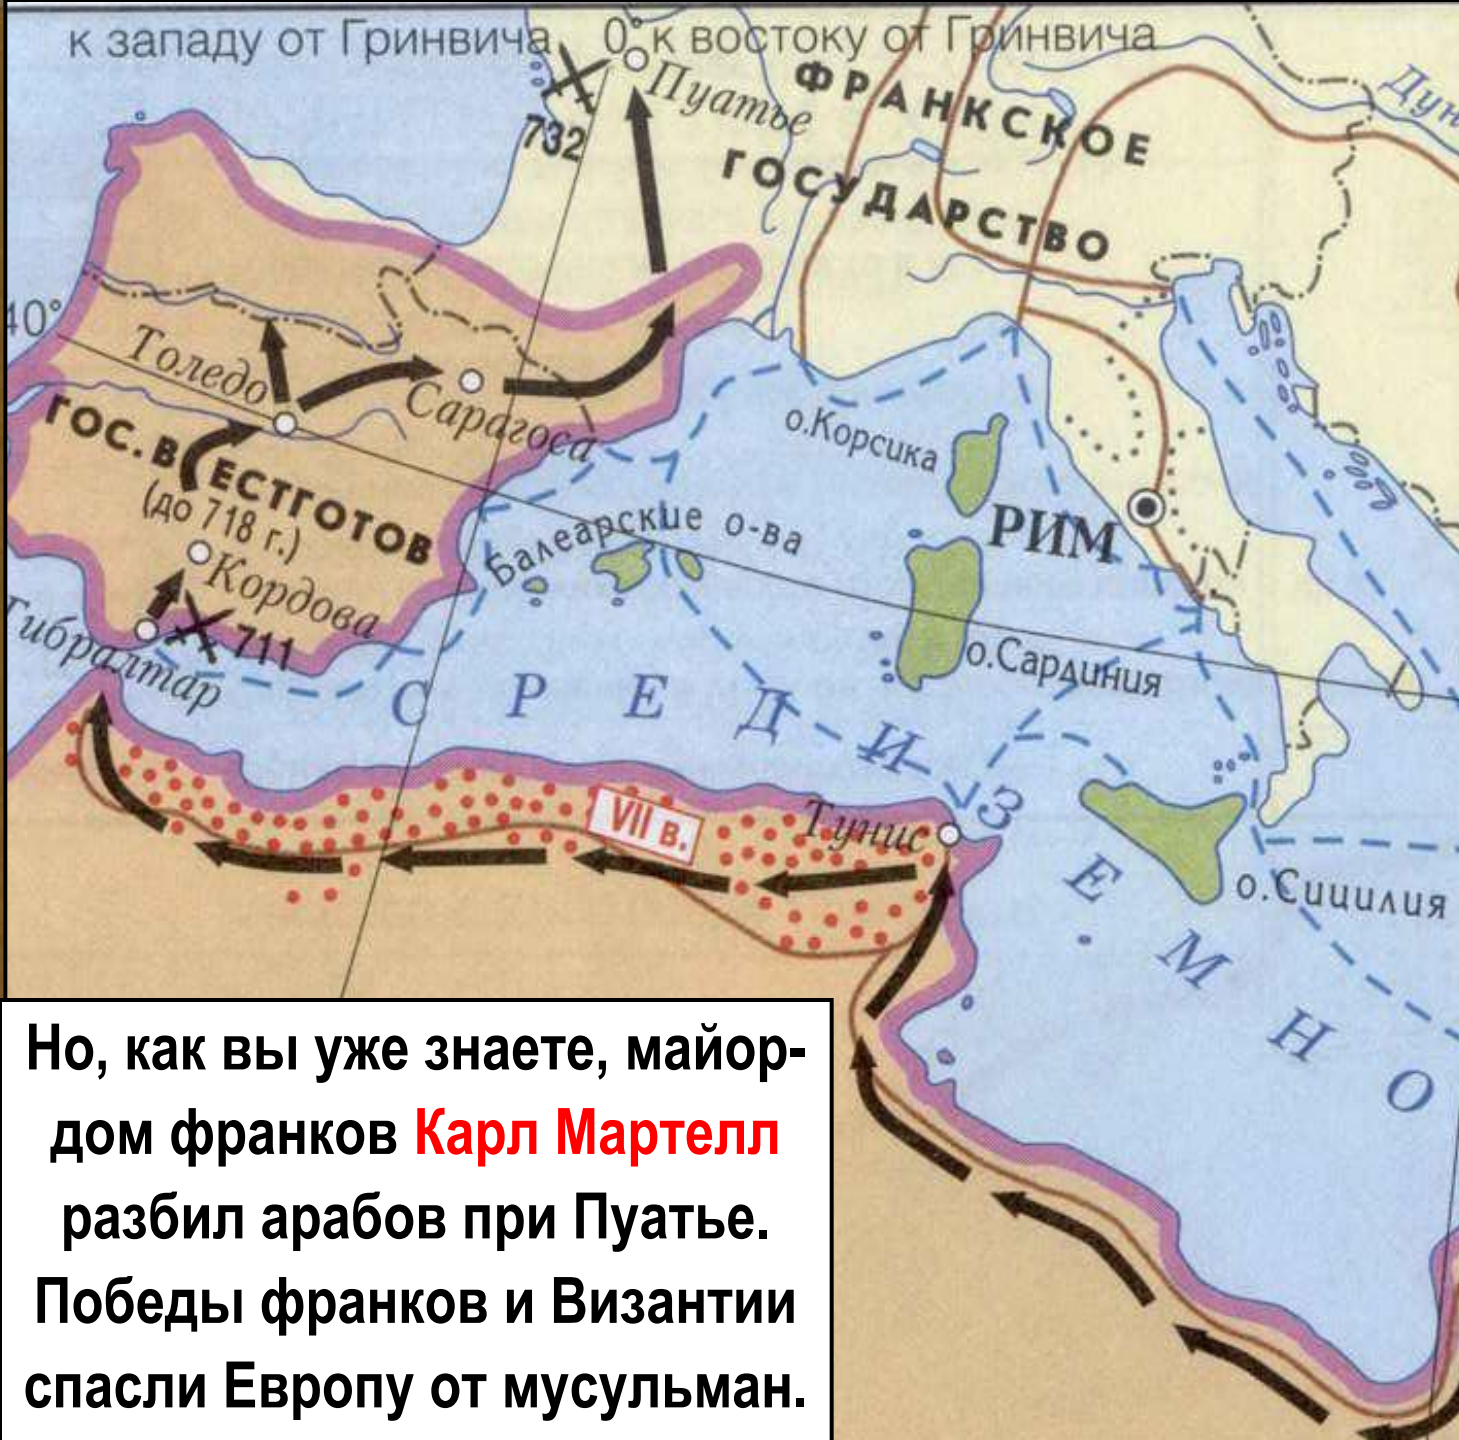 к западу от Гринвича 0° к востоку от Гринвича
Пуатье
732
ФРАНКСКОЕ
ГОСУДАРСТВО
40°
Толедо
Сарагоса
ГОС. ВЕСТГОТОВ
(до 718 г.)
Кордова
711
Гибралтар
о.Корсика
РИМ
Балеарские о-ва
о.Сардиния
СРЕДИЗЕМНО
VII в.
Тунис
о.Сицилия
Но, как вы уже знаете, майор-
дом франков Карл Мартелл
разбил арабов при Пуатье.
Победы франков и Византии
спасли Европу от мусульман.